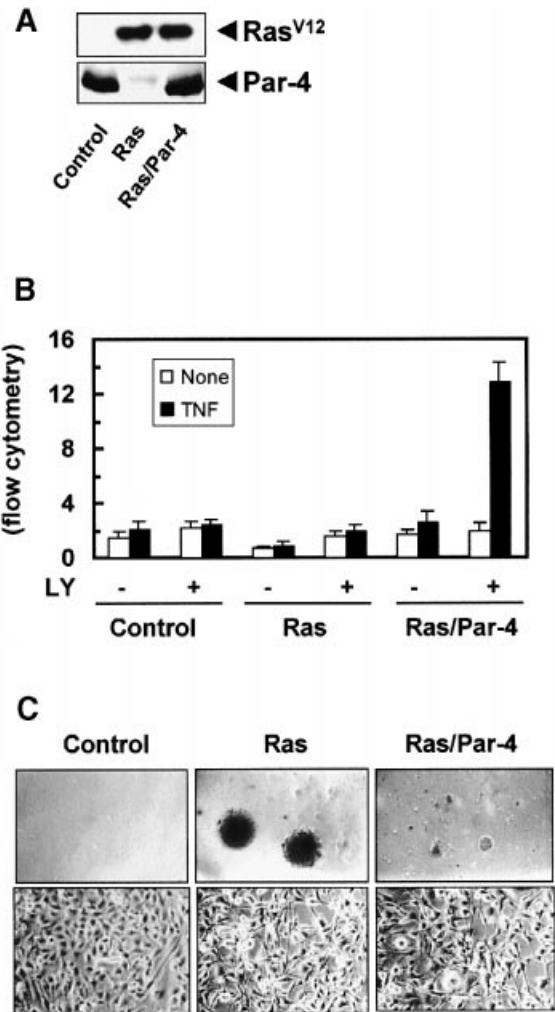 A
◄ Ras^V12
◄ Par-4
Control Ras Ras/Par-4
B
(flow cytometry)
16
12
8
4
0
None
TNF
LY - + - + - +
Control Ras Ras/Par-4
C
Control Ras Ras/Par-4